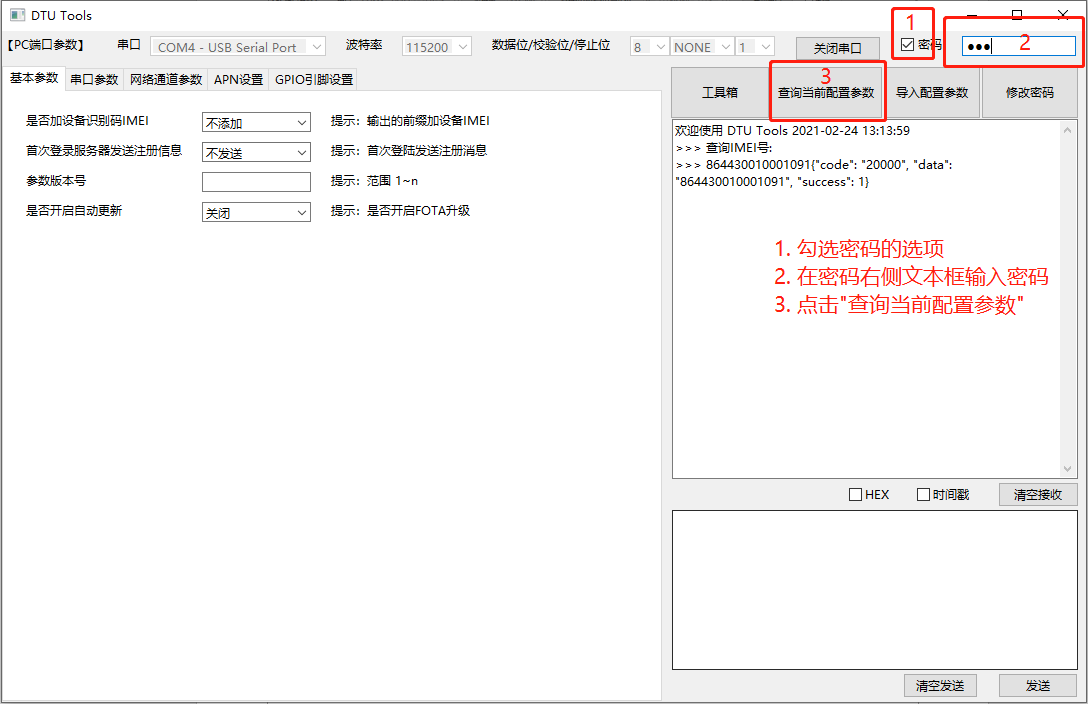 DTU Tools
1
【PC端口参数】 串口 COM4 - USB Serial Port 波特率 115200 数据位/校验位/停止位 8 NONE 1 关闭串口 密码 ●●● 2
基本参数 串口参数 网络通道参数 APN设置 GPIO引脚设置
3
工具箱 查询当前配置参数 导入配置参数 修改密码
是否加设备识别码IMEI 不添加 提示：输出的前缀加设备IMEI
首次登录服务器发送注册信息 不发送 提示：首次登陆发送注册消息
参数版本号 提示：范围 1~n
是否开启自动更新 关闭 提示：是否开启FOTA升级
欢迎使用 DTU Tools 2021-02-24 13:13:59
>>> 查询IMEI号:
>>> 864430010001091{"code": "20000", "data":
"864430010001091", "success": 1}
1. 勾选密码的选项
2. 在密码右侧文本框输入密码
3. 点击"查询当前配置参数"
HEX 时间戳 清空接收
清空发送 发送